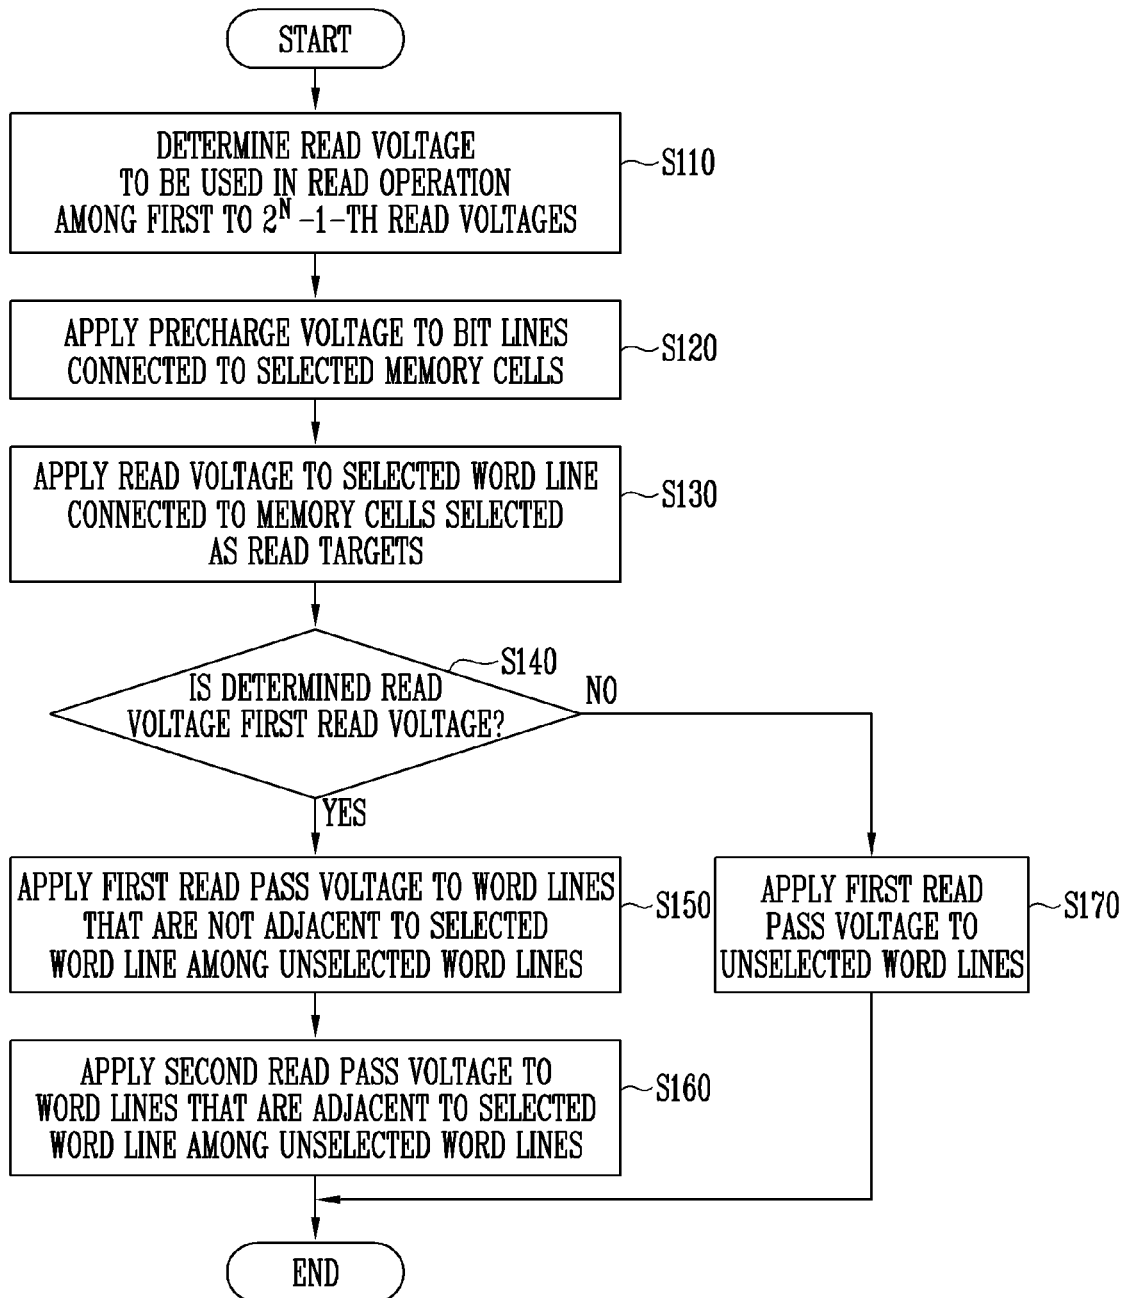 START
DETERMINE READ VOLTAGE
TO BE USED IN READ OPERATION
AMONG FIRST TO 2^N -1-TH READ VOLTAGES
S110
APPLY PRECHARGE VOLTAGE TO BIT LINES
CONNECTED TO SELECTED MEMORY CELLS
S120
APPLY READ VOLTAGE TO SELECTED WORD LINE
CONNECTED TO MEMORY CELLS SELECTED
AS READ TARGETS
S130
IS DETERMINED READ
VOLTAGE FIRST READ VOLTAGE?
S140
NO
YES
APPLY FIRST READ PASS VOLTAGE TO WORD LINES
THAT ARE NOT ADJACENT TO SELECTED
WORD LINE AMONG UNSELECTED WORD LINES
S150
APPLY FIRST READ
PASS VOLTAGE TO
UNSELECTED WORD LINES
S170
APPLY SECOND READ PASS VOLTAGE TO
WORD LINES THAT ARE ADJACENT TO SELECTED
WORD LINE AMONG UNSELECTED WORD LINES
S160
END